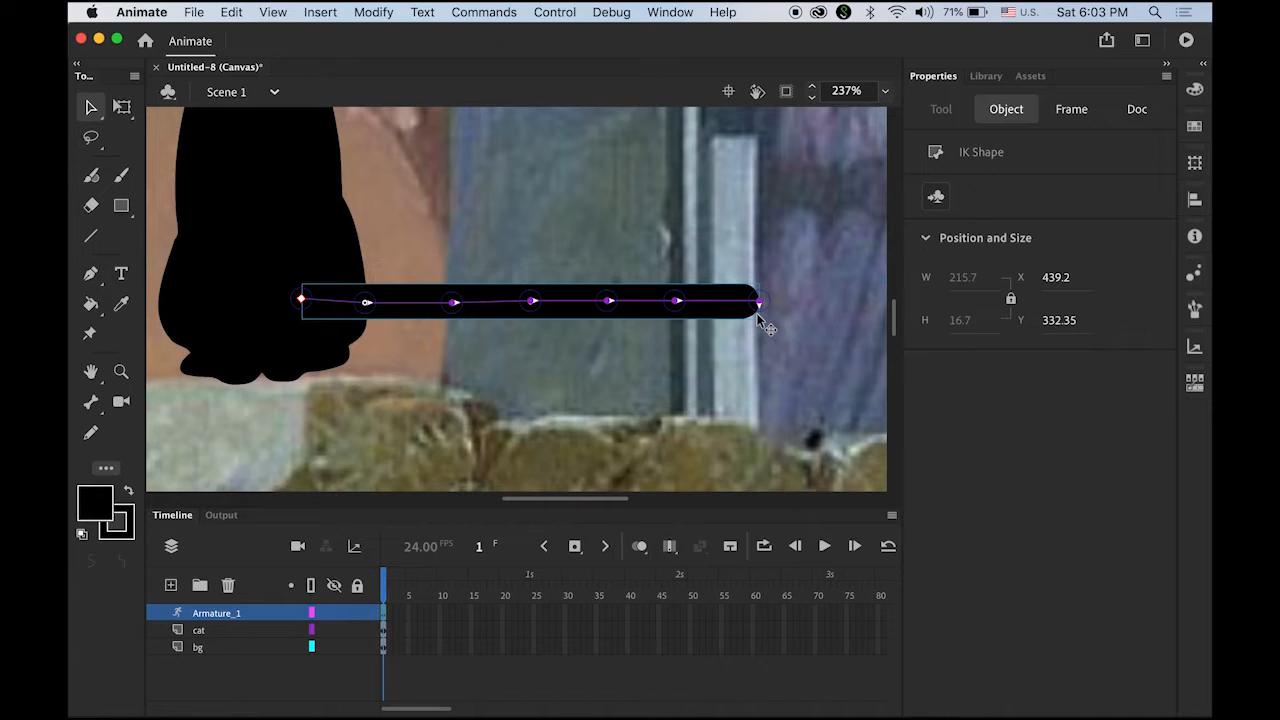 Animate File Edit View Insert Modify Text Commands Control Debug Window Help 71% U.S. Sat 6:03 PM
Animate
To... Untitled-8 (Canvas)* Properties Library Assets
Scene 1 237%
Tool Object Frame Doc
IK Shape
Position and Size
W 215.7 X 439.2
H 16.7 Y 332.35
Timeline Output
24.00 FPS 1 F
1s 2s 3s
5 10 15 20 25 30 35 40 45 50 55 60 65 70 75 80
Armature_1
cat
bg